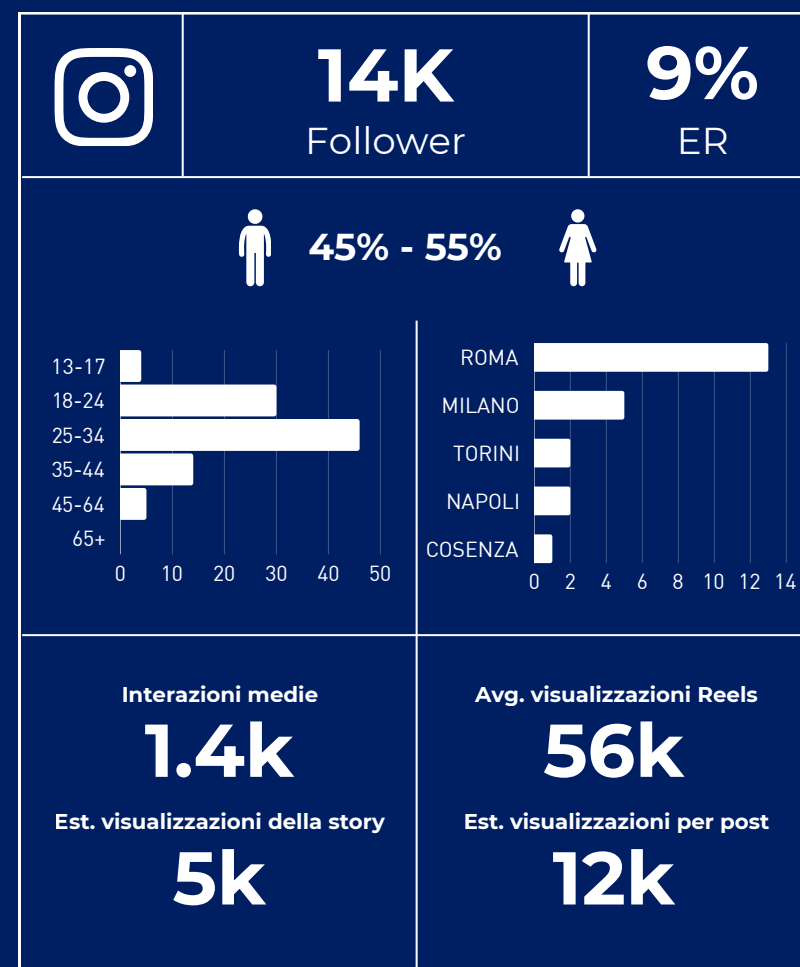 14K
Follower
9%
ER
45% - 55%
13-17
18-24
25-34
35-44
45-64
65+
0 10 20 30 40 50
ROMA
MILANO
TORINI
NAPOLI
COSENZA
0 2 4 6 8 10 12 14
Interazioni medie
1.4k
Est. visualizzazioni della story
5k
Avg. visualizzazioni Reels
56k
Est. visualizzazioni per post
12k